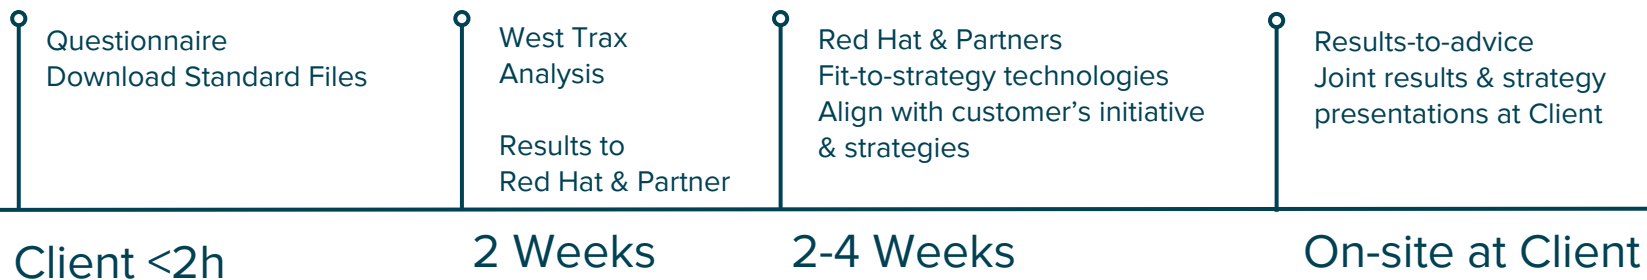 Questionnaire
Download Standard Files
West Trax
Analysis
Results to
Red Hat & Partner
Red Hat & Partners
Fit-to-strategy technologies
Align with customer’s initiative
& strategies
Results-to-advice
Joint results & strategy
presentations at Client
Client <2h
2 Weeks
2-4 Weeks
On-site at Client